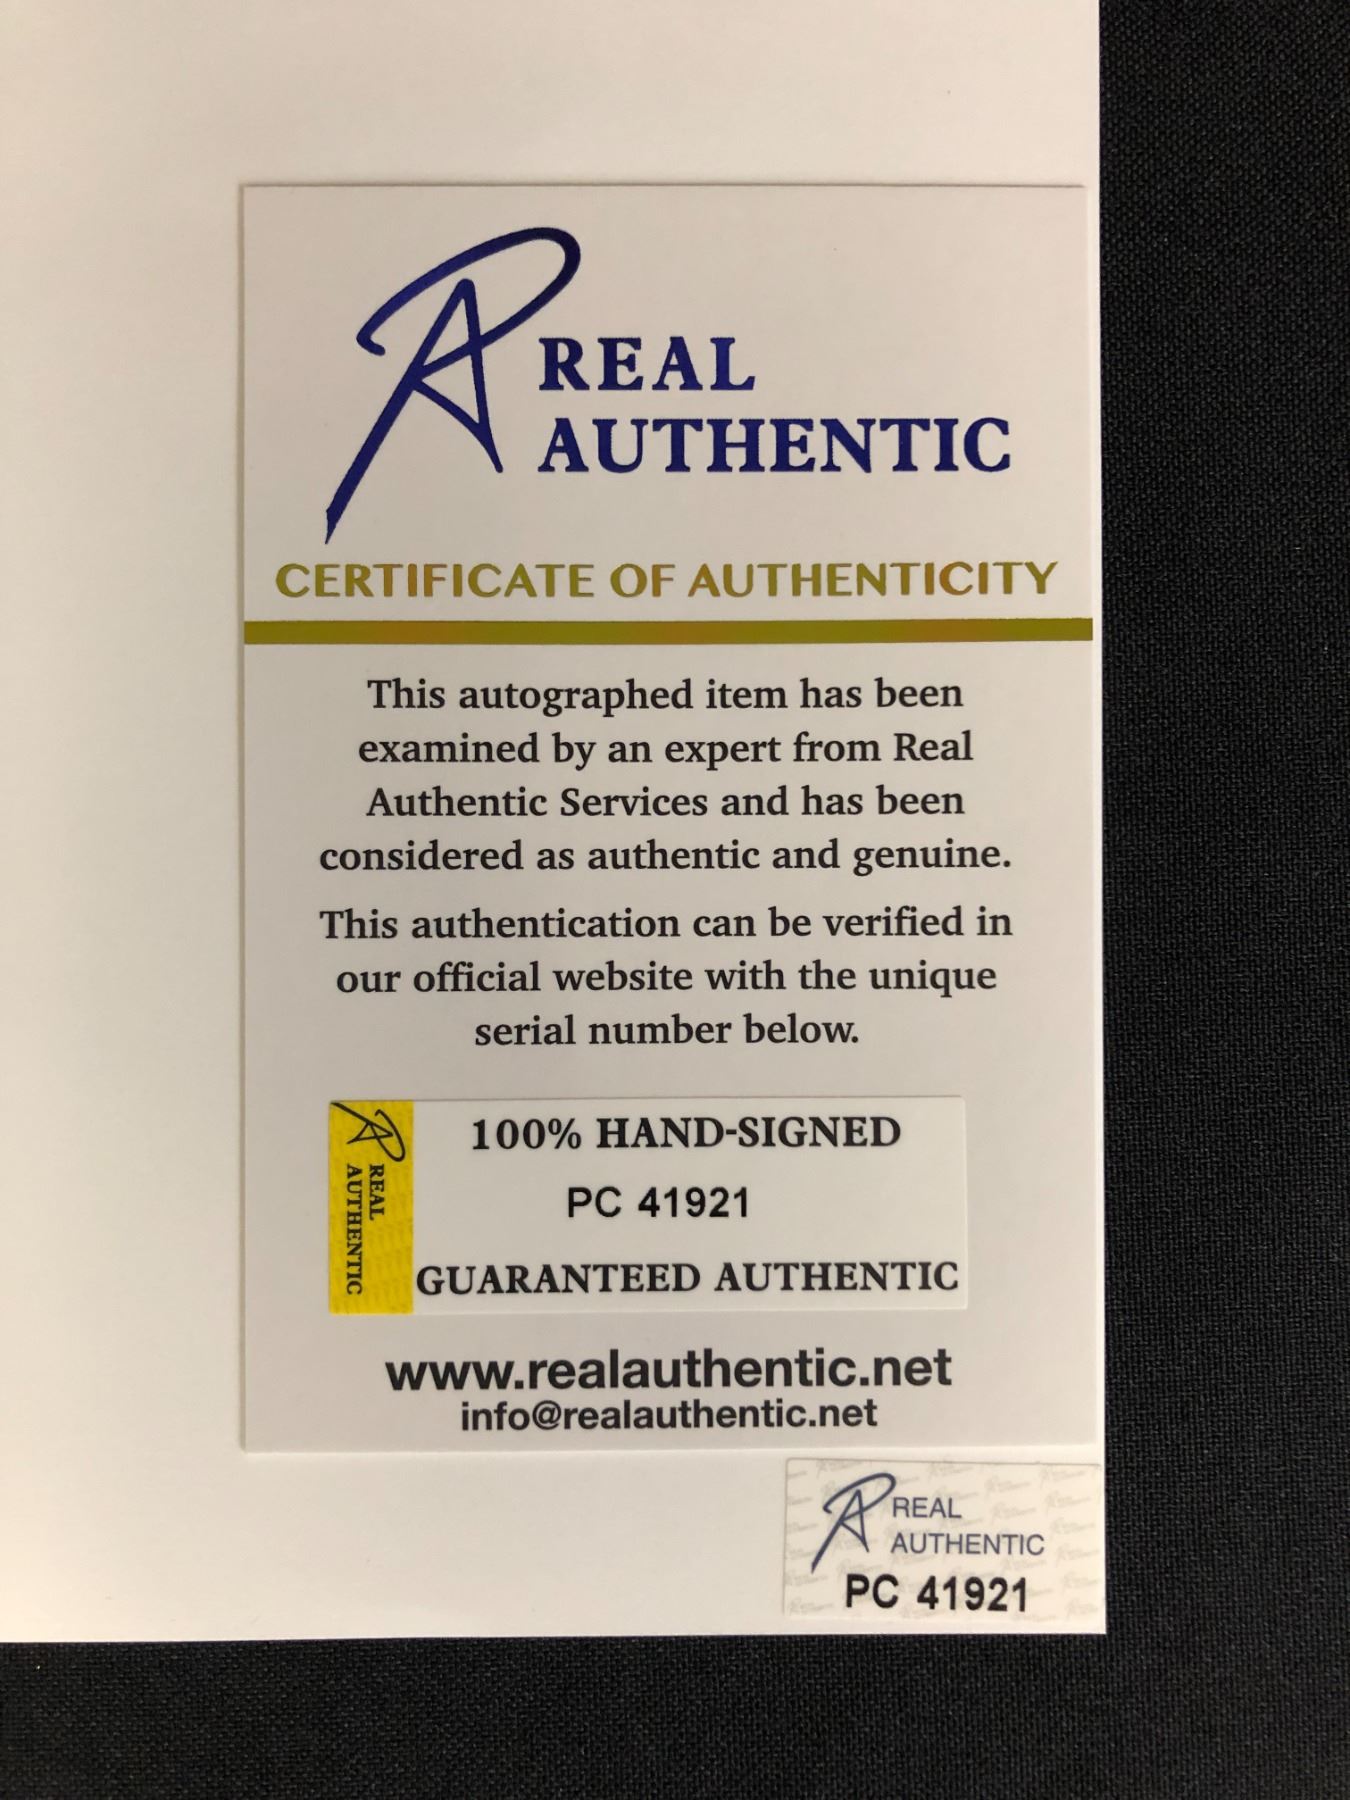 REAL
AUTHENTIC
CERTIFICATE OF AUTHENTICITY
This autographed item has been
examined by an expert from Real
Authentic Services and has been
considered as authentic and genuine.
This authentication can be verified in
our official website with the unique
serial number below.
REAL
AUTHENTIC
100% HAND-SIGNED
PC 41921
GUARANTEED AUTHENTIC
www.realauthentic.net
info@realauthentic.net
REAL
AUTHENTIC
PC 41921